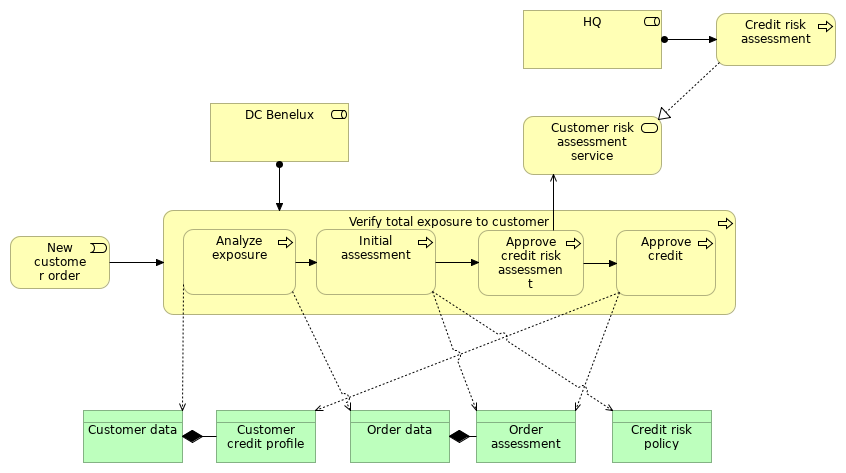 HQ
Credit risk
assessment
DC Benelux
Customer risk
assessment
service
Verify total exposure to customer
New
custome
r order
Analyze
exposure
Initial
assessment
Approve
credit risk
assessmen
t
Approve
credit
Customer data
Customer
credit profile
Order data
Order
assessment
Credit risk
policy